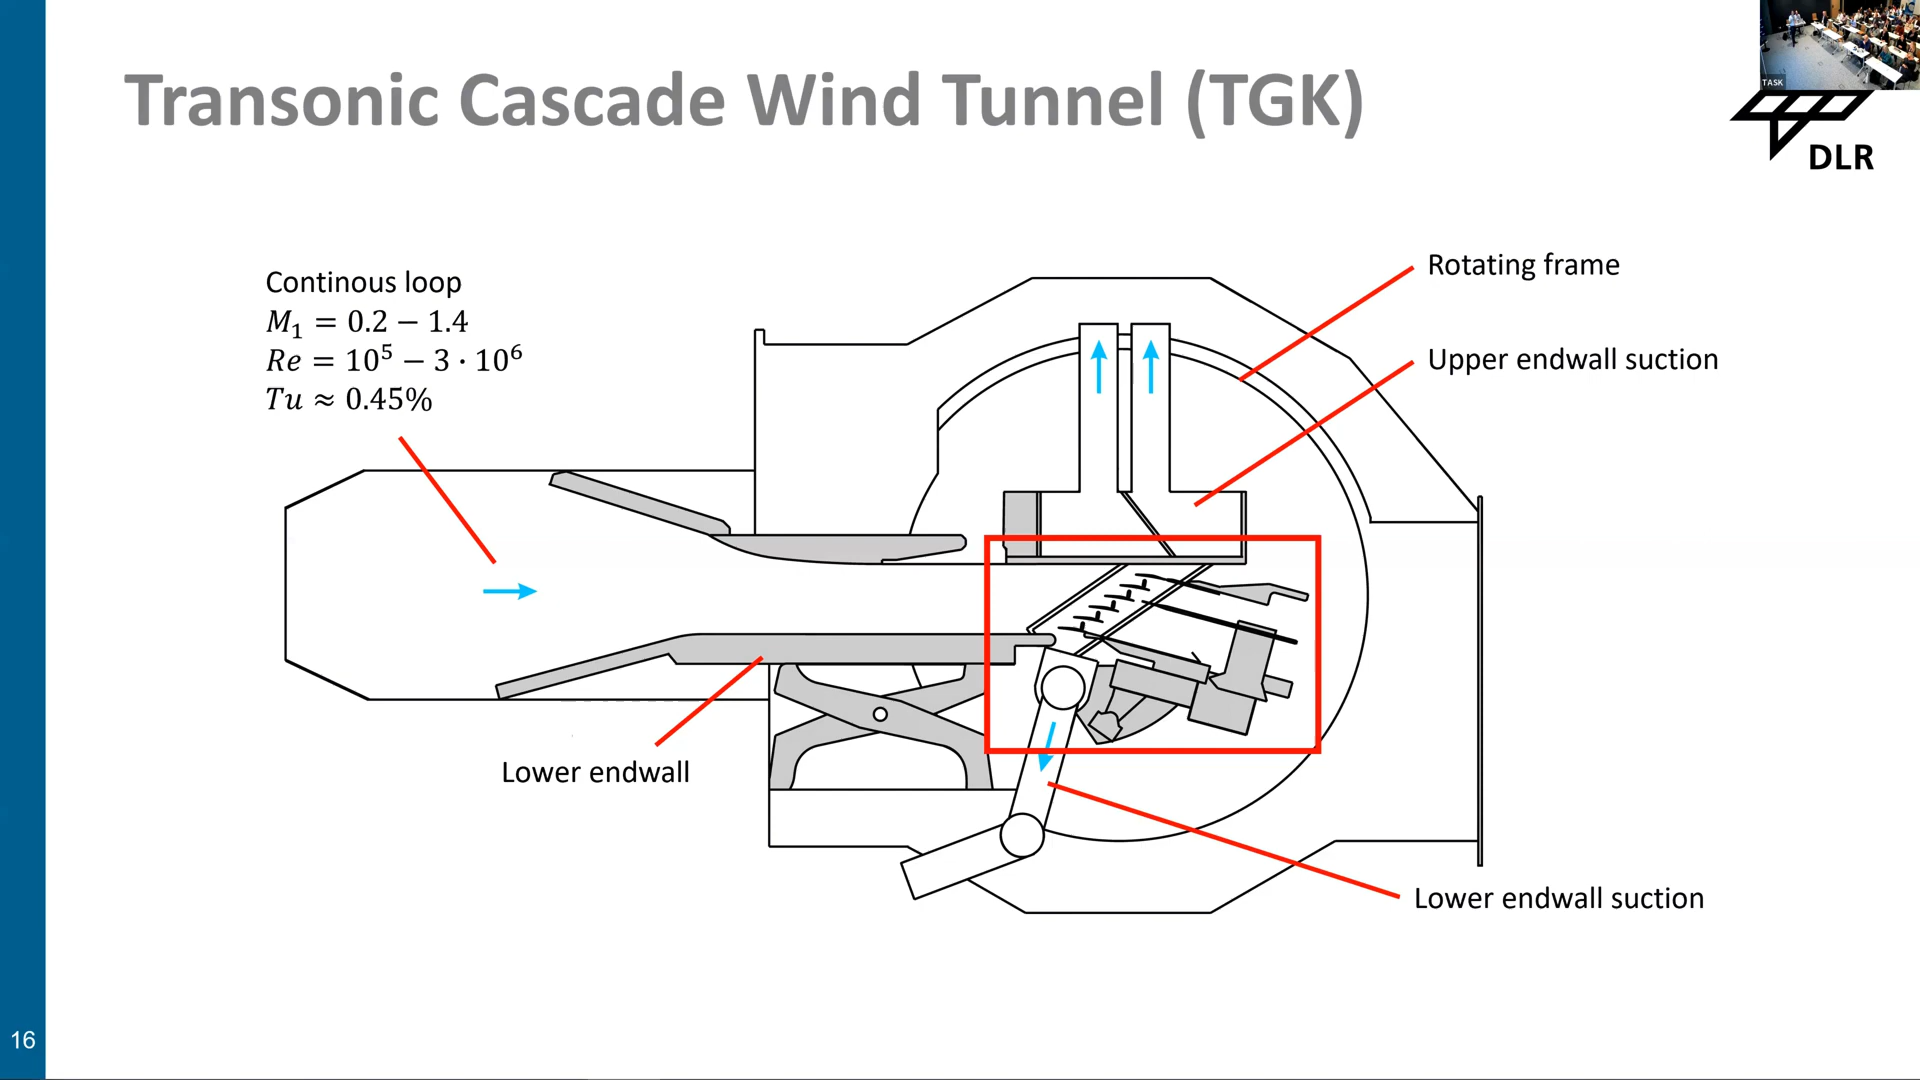 Transonic Cascade Wind Tunnel (TGK)
TASK
DLR
Continous loop
M₁ = 0.2 − 1.4
Re = 10⁵ − 3 · 10⁶
Tu ≈ 0.45%
Rotating frame
Upper endwall suction
Lower endwall
Lower endwall suction
16